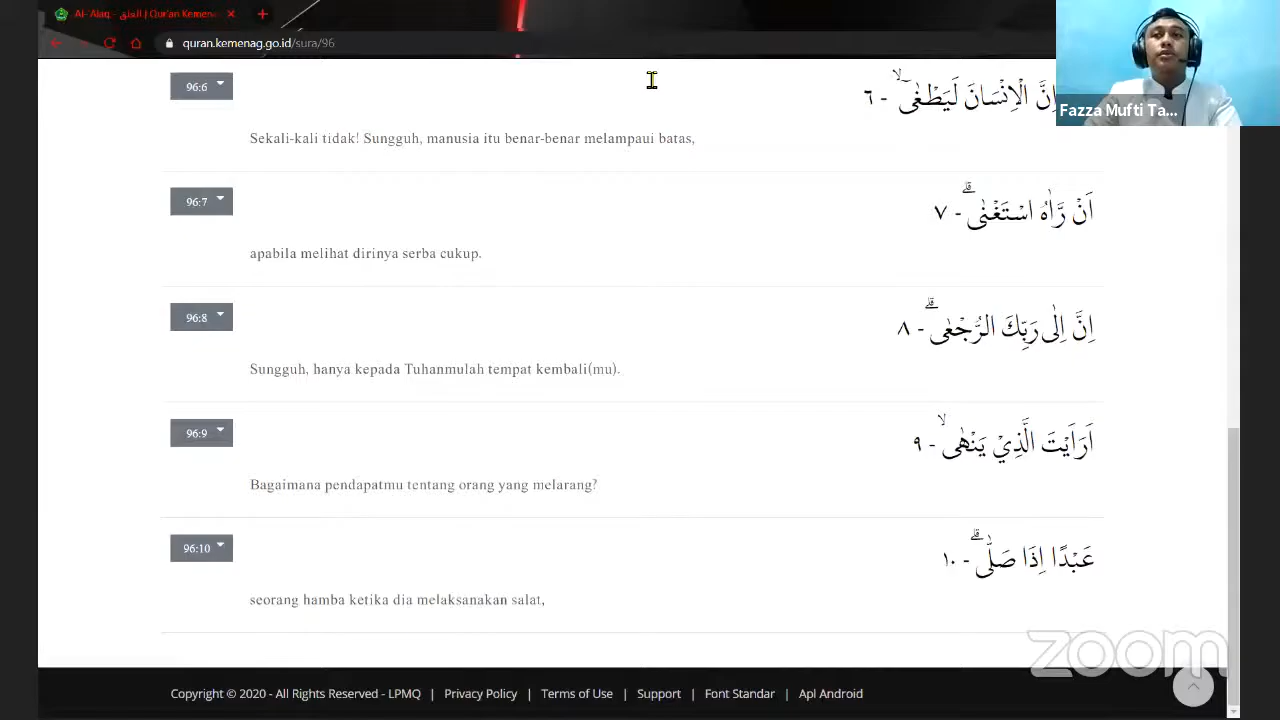 Al-'Alaq - العلق | Qur'an Kemena
quran.kemenag.go.id/sura/96
Fazza Mufti Ta...
96:6
اِنَّ الْاِنْسَانَ لَيَطْغٰٓىۙ - ٦
Sekali-kali tidak! Sungguh, manusia itu benar-benar melampaui batas,
96:7
اَنْ رَّاٰهُ اسْتَغْنٰىۗ - ٧
apabila melihat dirinya serba cukup.
96:8
اِنَّ اِلٰى رَبِّكَ الرُّجْعٰىۗ - ٨
Sungguh, hanya kepada Tuhanmulah tempat kembali(mu).
96:9
اَرَاَيْتَ الَّذِيْ يَنْهٰىۙ - ٩
Bagaimana pendapatmu tentang orang yang melarang?
96:10
عَبْدًا اِذَا صَلّٰىۗ - ١٠
seorang hamba ketika dia melaksanakan salat,
zoom
Copyright © 2020 - All Rights Reserved - LPMQ | Privacy Policy | Terms of Use | Support | Font Standar | Apl Android